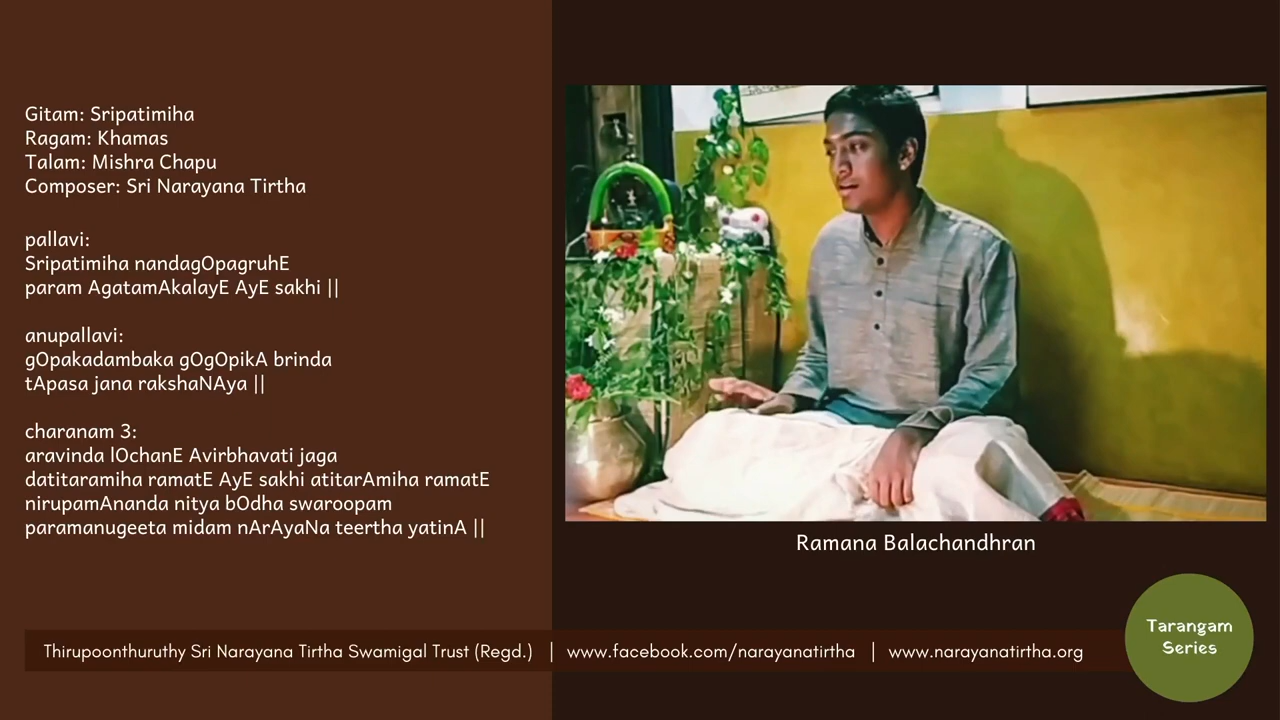 Gitam: Sripatimiha
Ragam: Khamas
Talam: Mishra Chapu
Composer: Sri Narayana Tirtha
pallavi:
Sripatimiha nandagOpagruhE
param AgatamAkalayE AyE sakhi ||
anupallavi:
gOpakadambaka gOgOpikA brinda
tApasa jana rakshaNAya ||
charanam 3:
aravinda lOchanE Avirbhavati jaga
datitaramiha ramatE AyE sakhi atitarAmiha ramatE
nirupamAnanda nitya bOdha swaroopam
paramanugeeta midam nArAyaNa teertha yatinA ||
Ramana Balachandhran
Thirupoonthuruthy Sri Narayana Tirtha Swamigal Trust (Regd.) | www.facebook.com/narayanatirtha | www.narayanatirtha.org
Tarangam
Series